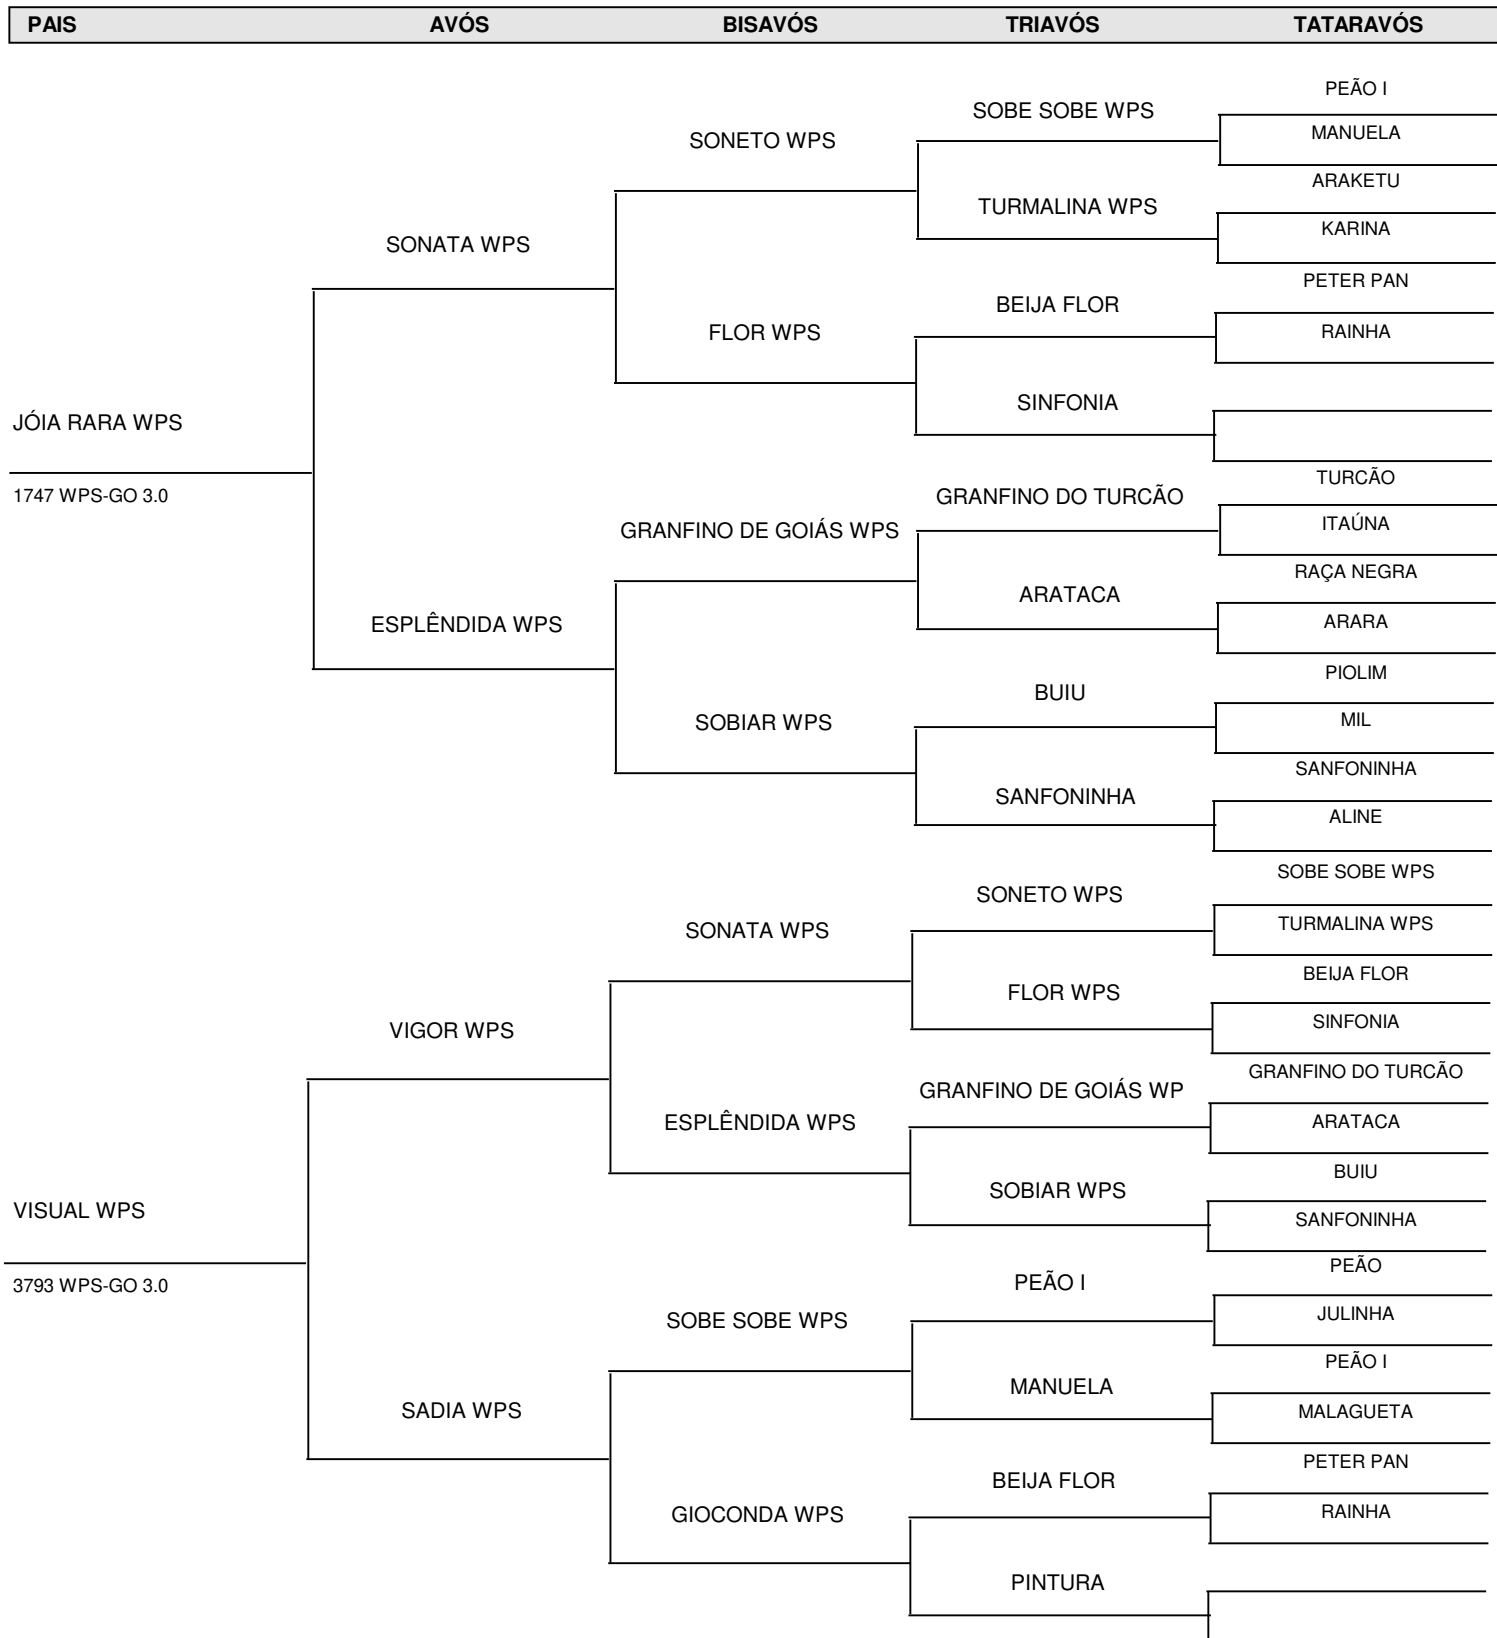 PAIS AVÓS BISAVÓS TRIAVÓS TATARAVÓS
PEÃO I
SOBE SOBE WPS
MANUELA
SONETO WPS
ARAKETU
TURMALINA WPS
KARINA
SONATA WPS
PETER PAN
BEIJA FLOR
RAINHA
FLOR WPS
SINFONIA
JÓIA RARA WPS
1747 WPS-GO 3.0
TURCÃO
GRANFINO DO TURCÃO
ITAÚNA
GRANFINO DE GOIÁS WPS
RAÇA NEGRA
ARATACA
ARARA
ESPLÊNDIDA WPS
PIOLIM
BUIU
MIL
SOBIAR WPS
SANFONINHA
SANFONINHA
ALINE
SOBE SOBE WPS
SONETO WPS
TURMALINA WPS
SONATA WPS
BEIJA FLOR
FLOR WPS
SINFONIA
VIGOR WPS
GRANFINO DO TURCÃO
GRANFINO DE GOIÁS WP
ARATACA
ESPLÊNDIDA WPS
BUIU
SOBIAR WPS
SANFONINHA
VISUAL WPS
3793 WPS-GO 3.0
PEÃO
PEÃO I
JULINHA
SOBE SOBE WPS
PEÃO I
MANUELA
MALAGUETA
SADIA WPS
PETER PAN
BEIJA FLOR
RAINHA
GIOCONDA WPS
PINTURA